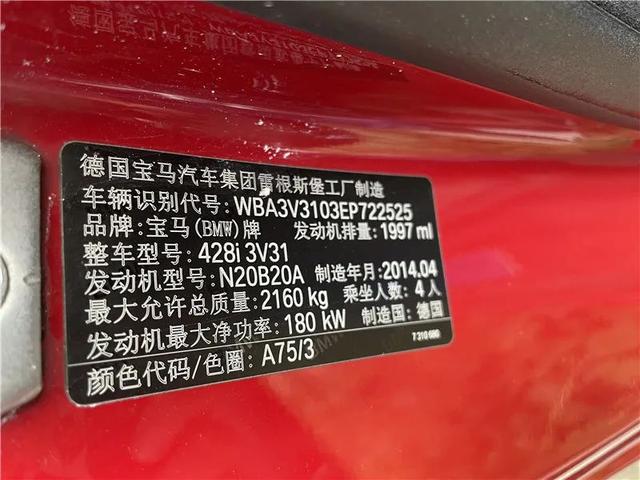 德国宝马汽车集团雷根斯堡工厂制造
车辆识别代号: WBA3V3103EP722525
品牌: 宝马(BMW)牌 发动机排量: 1997 ml
整车型号: 428i 3V31
发动机型号: N20B20A 制造年月: 2014.04
最大允许总质量: 2160 kg 乘坐人数: 4 人
发动机最大净功率: 180 kW 制造国: 德国
颜色代码/色圈: A75/3
7 310 680